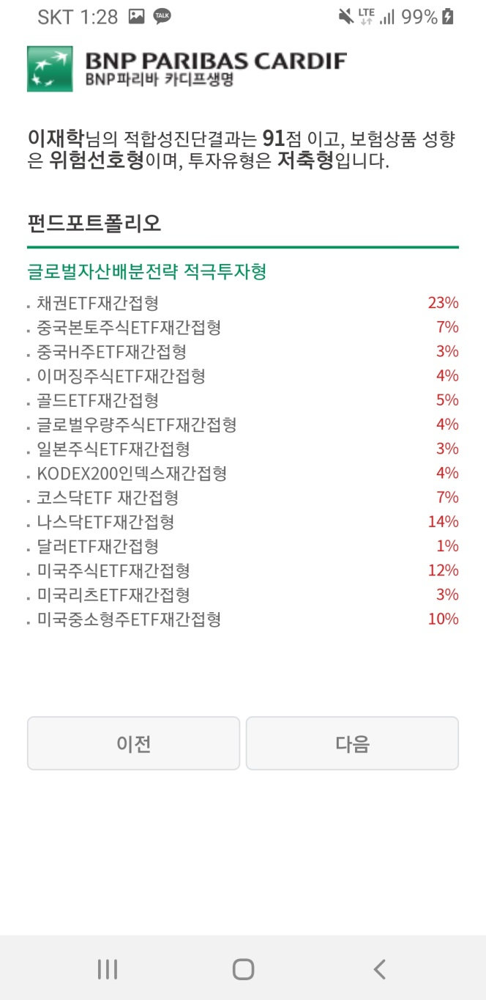 SKT 1:28 TALK LTE 99%
BNP PARIBAS CARDIF
BNP파리바 카디프생명
이재학님의 적합성진단결과는 91점 이고, 보험상품 성향
은 위험선호형이며, 투자유형은 저축형입니다.
펀드포트폴리오
글로벌자산배분전략 적극투자형
. 채권ETF재간접형 23%
. 중국본토주식ETF재간접형 7%
. 중국H주ETF재간접형 3%
. 이머징주식ETF재간접형 4%
. 골드ETF재간접형 5%
. 글로벌우량주식ETF재간접형 4%
. 일본주식ETF재간접형 3%
. KODEX200인덱스재간접형 4%
. 코스닥ETF 재간접형 7%
. 나스닥ETF재간접형 14%
. 달러ETF재간접형 1%
. 미국주식ETF재간접형 12%
. 미국리츠ETF재간접형 3%
. 미국중소형주ETF재간접형 10%
이전 다음